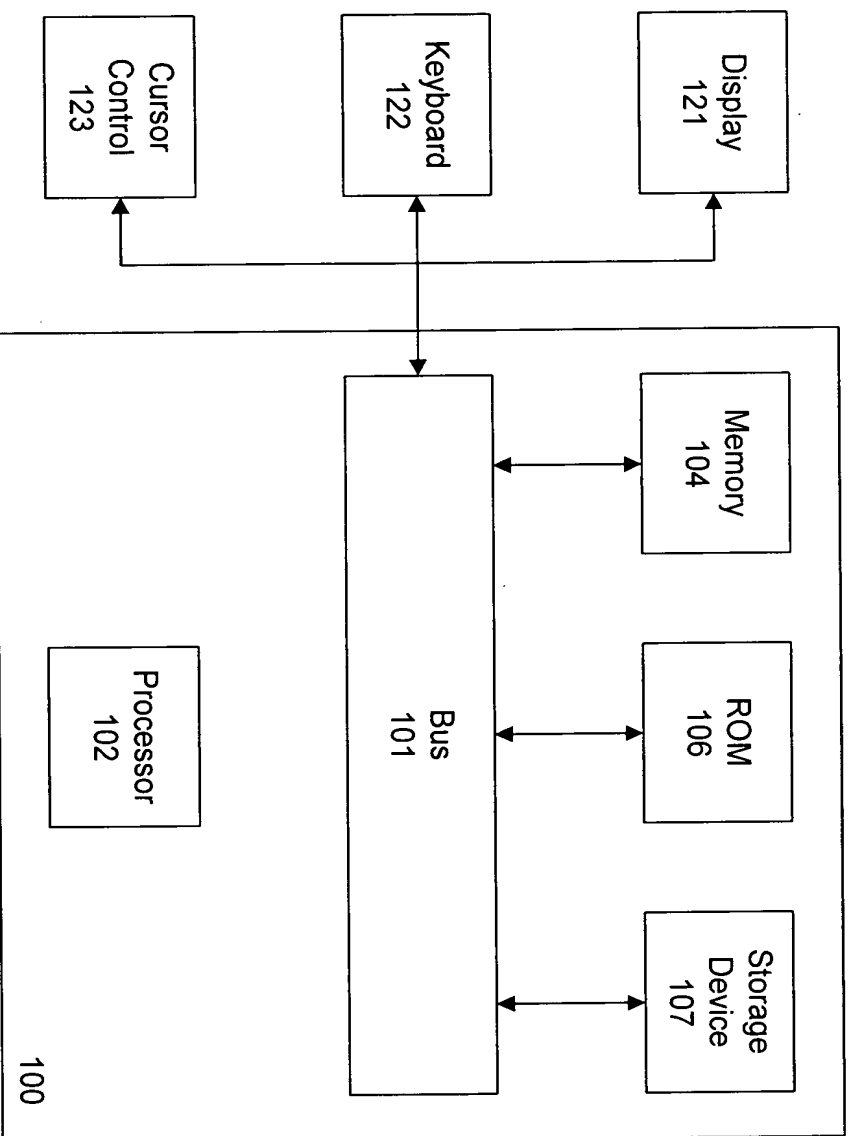 Display
121
Keyboard
122
Cursor
Control
123
Memory
104
ROM
106
Storage
Device
107
Bus
101
Processor
102
100